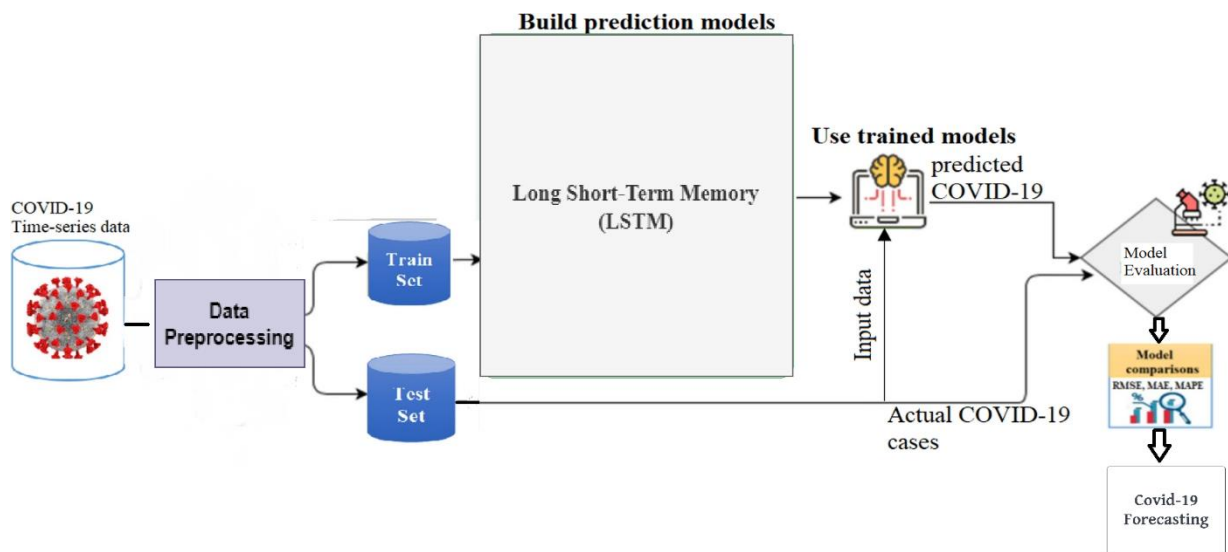 Build prediction models
Long Short-Term Memory
(LSTM)
Use trained models
predicted
COVID-19
COVID-19
Time-series data
Data
Preprocessing
Train
Set
Test
Set
Input data
Actual COVID-19
cases
Model
Evaluation
Model
comparisons
RMSE, MAE, MAPE
%
Covid-19
Forecasting